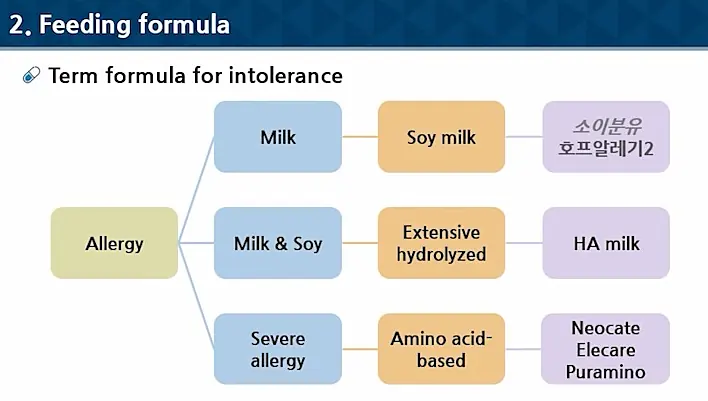 2. Feeding formula
Term formula for intolerance
Milk
Soy milk
소이분유
호프알레기2
Allergy
Milk & Soy
Extensive
hydrolyzed
HA milk
Severe
allergy
Amino acid-
based
Neocate
Elecare
Puramino